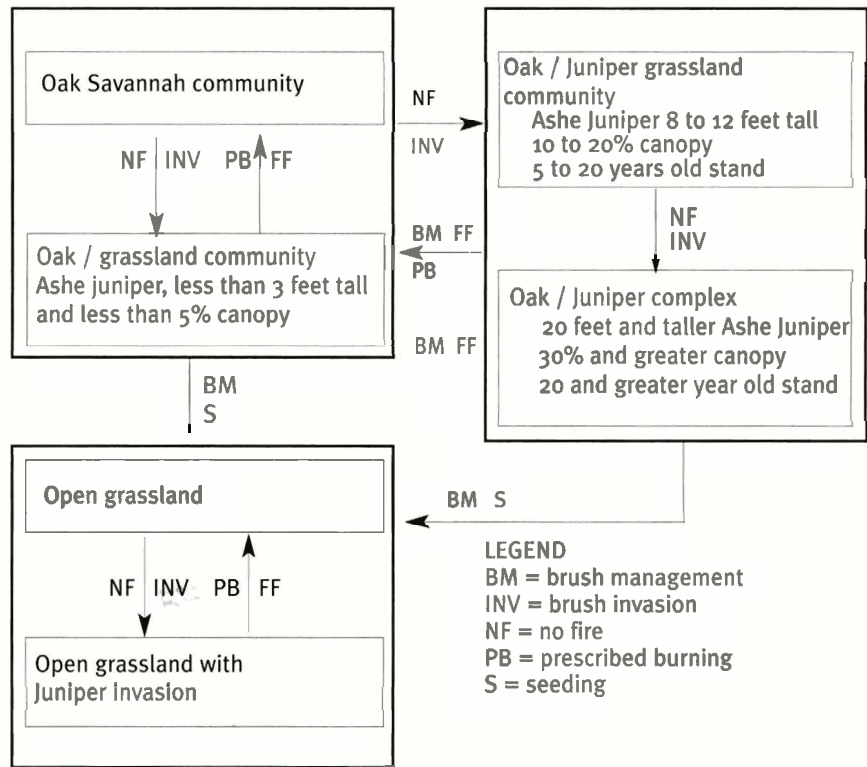 Oak Savannah community
NF INV PB FF
Oak / grassland community
Ashe juniper, less than 3 feet tall
and less than 5% canopy
NF
INV
BM FF
PB
BM FF
Oak / Juniper grassland
community
Ashe Juniper 8 to 12 feet tall
10 to 20% canopy
5 to 20 years old stand
NF
INV
Oak / Juniper complex
20 feet and taller Ashe Juniper
30% and greater canopy
20 and greater year old stand
BM
S
BM S
Open grassland
NF INV PB FF
Open grassland with
Juniper Invasion
LEGEND
BM = brush management
INV = brush invasion
NF = no fire
PB = prescribed burning
S = seeding